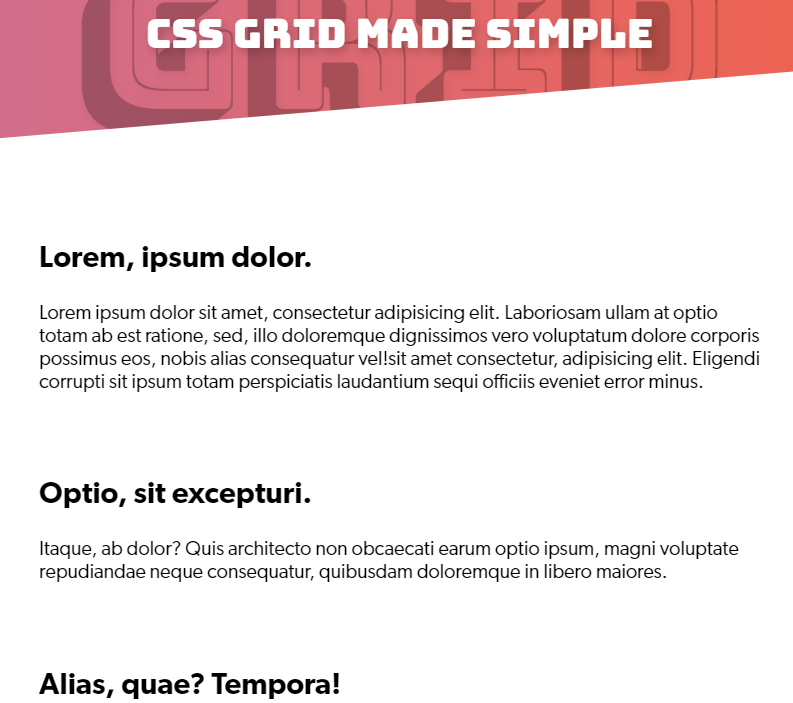 GRID
CSS GRID MADE SIMPLE
Lorem, ipsum dolor.
Lorem ipsum dolor sit amet, consectetur adipisicing elit. Laboriosam ullam at optio
totam ab est ratione, sed, illo doloremque dignissimos vero voluptatum dolore corporis
possimus eos, nobis alias consequatur vel!sit amet consectetur, adipisicing elit. Eligendi
corrupti sit ipsum totam perspiciatis laudantium sequi officiis eveniet error minus.
Optio, sit excepturi.
Itaque, ab dolor? Quis architecto non obcaecati earum optio ipsum, magni voluptate
repudiandae neque consequatur, quibusdam doloremque in libero maiores.
Alias, quae? Tempora!